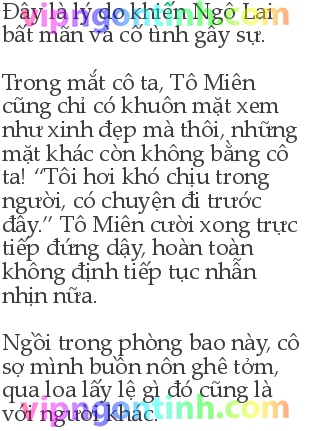 Đây là lý do khiến Ngô Lai
bất mãn và cố tình gây sự.
Trong mắt cô ta, Tô Miên
cũng chỉ có khuôn mặt xem
như xinh đẹp mà thôi, những
mặt khác còn không bằng cô
ta! “Tôi hơi khó chịu trong
người, có chuyện đi trước
đây.” Tô Miên cười xong trực
tiếp đứng dậy, hoàn toàn
không định tiếp tục nhẫn
nhịn nữa.
Ngồi trong phòng bao này, cô
sợ mình buồn nôn ghê tởm,
qua loa lấy lệ gì đó cũng là
với người khác.
vipngontinh.com
vipngontinh.com